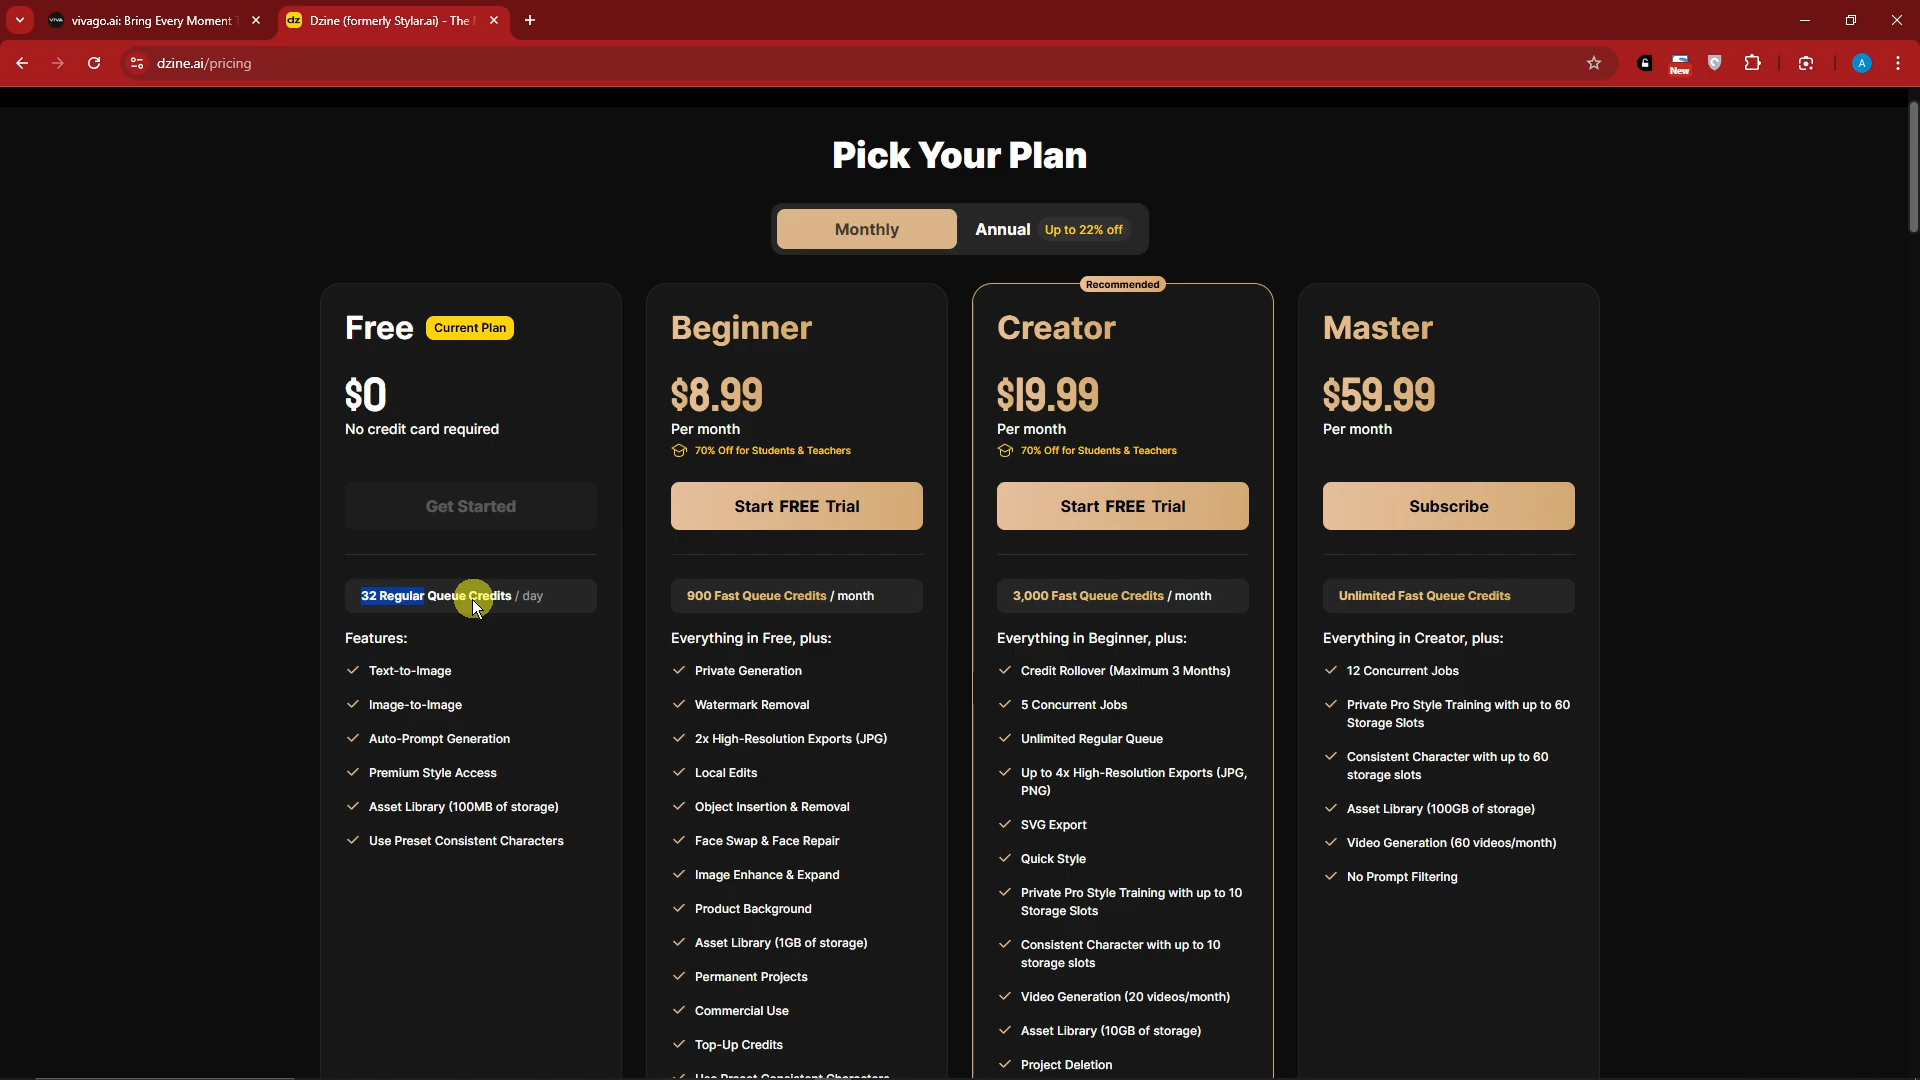 vivago.ai: Bring Every Moment
Dzine (formerly Stylar.ai) - The
dzine.ai/pricing
New
A
Pick Your Plan
Monthly
Annual Up to 22% off
Free Current Plan
$0
No credit card required
Get Started
32 Regular Queue Credits / day
Features:
Text-to-Image
Image-to-Image
Auto-Prompt Generation
Premium Style Access
Asset Library (100MB of storage)
Use Preset Consistent Characters
Beginner
$8.99
Per month
70% Off for Students & Teachers
Start FREE Trial
900 Fast Queue Credits / month
Everything in Free, plus:
Private Generation
Watermark Removal
2x High-Resolution Exports (JPG)
Local Edits
Object Insertion & Removal
Face Swap & Face Repair
Image Enhance & Expand
Product Background
Asset Library (1GB of storage)
Permanent Projects
Commercial Use
Top-Up Credits
Use Preset Consistent Characters
Recommended
Creator
$19.99
Per month
70% Off for Students & Teachers
Start FREE Trial
3,000 Fast Queue Credits / month
Everything in Beginner, plus:
Credit Rollover (Maximum 3 Months)
5 Concurrent Jobs
Unlimited Regular Queue
Up to 4x High-Resolution Exports (JPG,
PNG)
SVG Export
Quick Style
Private Pro Style Training with up to 10
Storage Slots
Consistent Character with up to 10
storage slots
Video Generation (20 videos/month)
Asset Library (10GB of storage)
Project Deletion
Master
$59.99
Per month
Subscribe
Unlimited Fast Queue Credits
Everything in Creator, plus:
12 Concurrent Jobs
Private Pro Style Training with up to 60
Storage Slots
Consistent Character with up to 60
storage slots
Asset Library (100GB of storage)
Video Generation (60 videos/month)
No Prompt Filtering